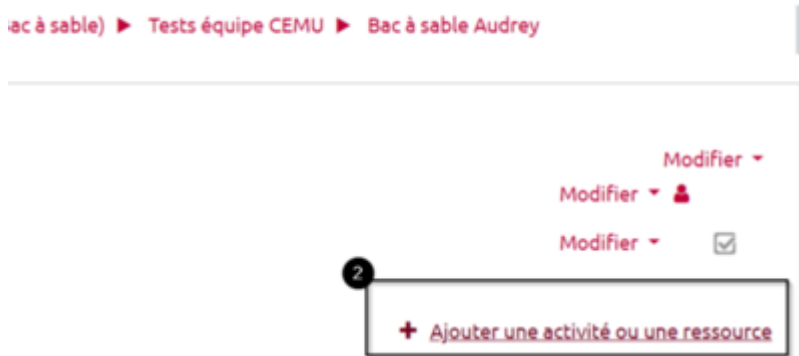 ac à sable) ▶ Tests équipe CEMU ▶ Bac à sable Audrey
Modifier
Modifier
Modifier
2
+ Ajouter une activité ou une ressource